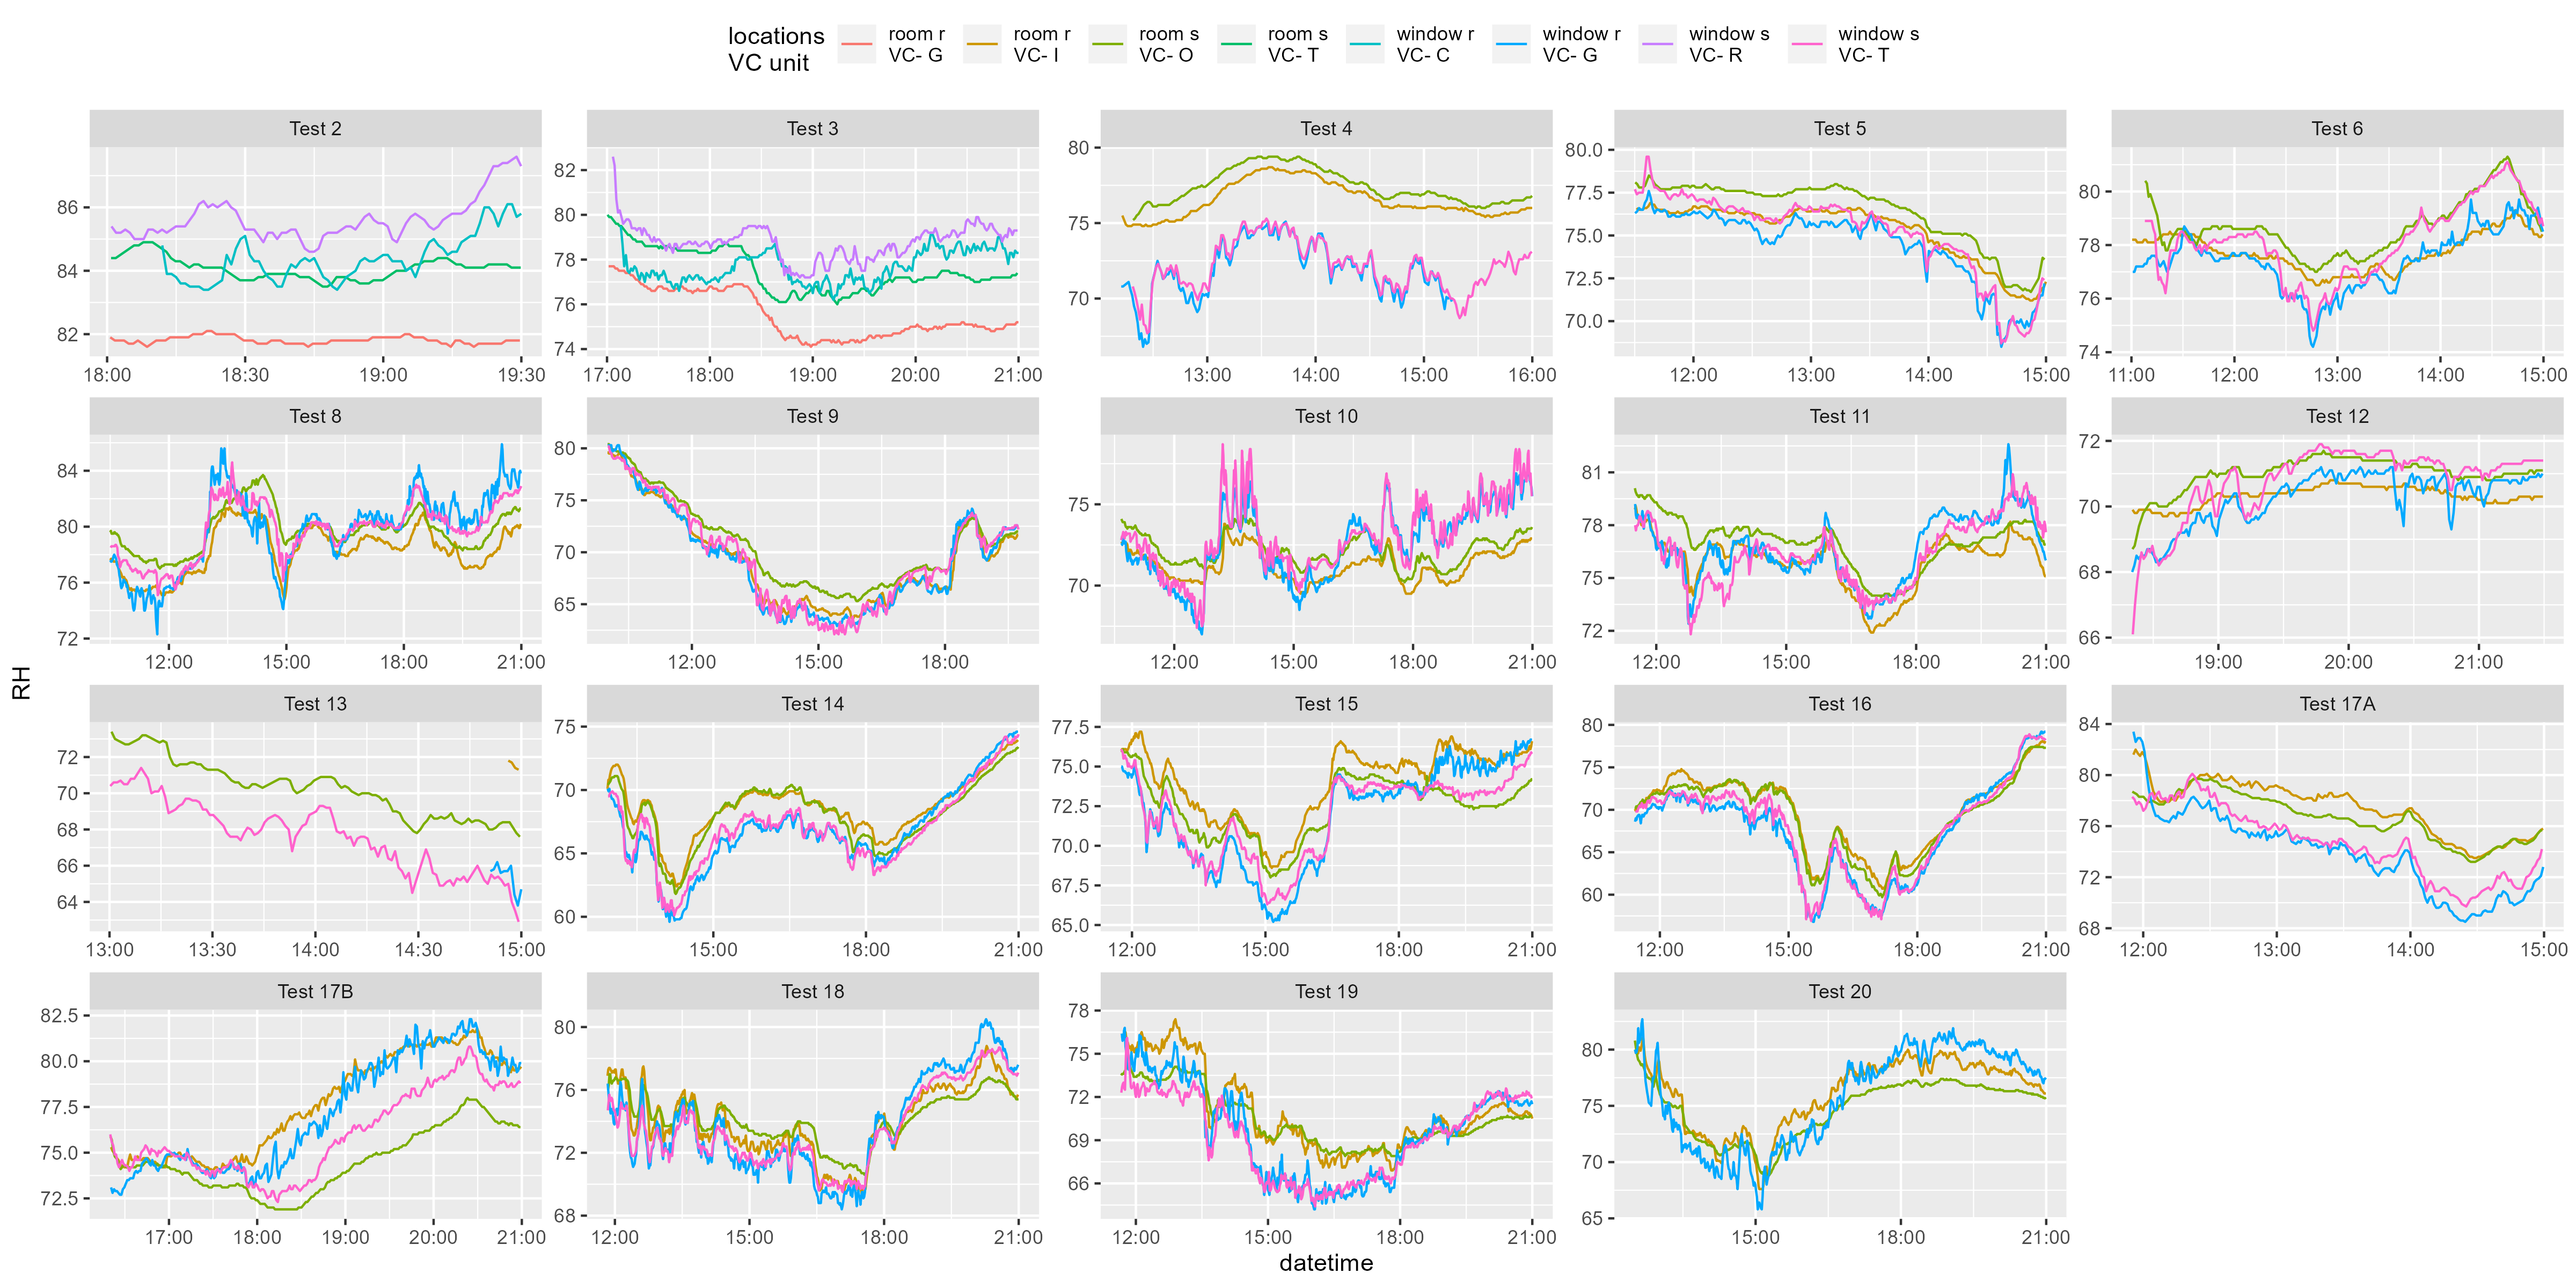 locations
VC unit
room r
VC- G
room r
VC- I
room s
VC- O
room s
VC- T
window r
VC- C
window r
VC- G
window s
VC- R
window s
VC- T
RH
Test 2
86
84
82
18:00 18:30 19:00 19:30
Test 3
82
80
78
76
74
17:00 18:00 19:00 20:00 21:00
Test 4
80
75
70
13:00 14:00 15:00 16:00
Test 5
80.0
77.5
75.0
72.5
70.0
12:00 13:00 14:00 15:00
Test 6
80
78
76
74
11:00 12:00 13:00 14:00 15:00
Test 8
84
80
76
72
12:00 15:00 18:00 21:00
Test 9
80
75
70
65
12:00 15:00 18:00
Test 10
75
70
12:00 15:00 18:00 21:00
Test 11
81
78
75
72
12:00 15:00 18:00 21:00
Test 12
72
70
68
66
19:00 20:00 21:00
Test 13
72
70
68
66
64
13:00 13:30 14:00 14:30 15:00
Test 14
75
70
65
60
15:00 18:00 21:00
Test 15
77.5
75.0
72.5
70.0
67.5
65.0
12:00 15:00 18:00 21:00
Test 16
80
75
70
65
60
12:00 15:00 18:00 21:00
Test 17A
84
80
76
72
68
12:00 13:00 14:00 15:00
Test 17B
82.5
80.0
77.5
75.0
72.5
17:00 18:00 19:00 20:00 21:00
Test 18
80
76
72
68
12:00 15:00 18:00 21:00
Test 19
78
75
72
69
66
12:00 15:00 18:00 21:00
Test 20
80
75
70
65
15:00 18:00 21:00
datetime